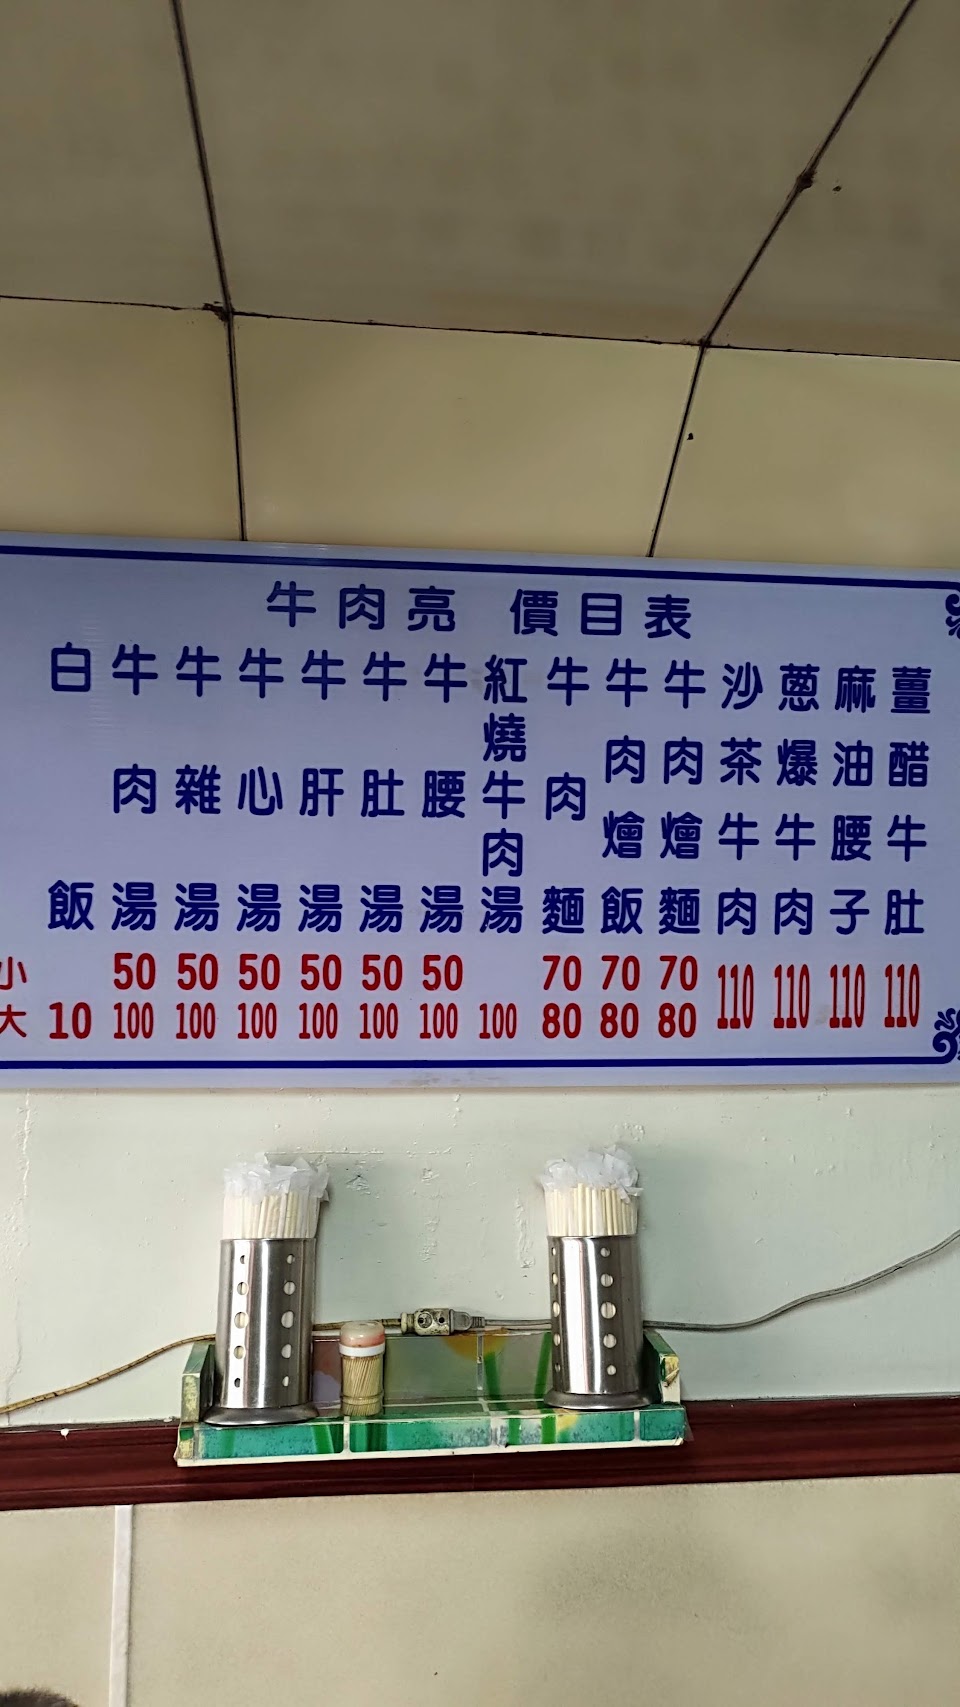 牛肉亮 價目表
小
大
白飯 10
牛肉湯 50 100
牛雜湯 50 100
牛心湯 50 100
牛肝湯 50 100
牛肚湯 50 100
牛腰湯 50 100
紅燒牛肉湯 100
牛肉麵 70 80
牛肉燴飯 70 80
牛肉燴麵 70 80
沙茶牛肉 110
蔥爆牛肉 110
麻油腰子 110
薑醋牛肚 110